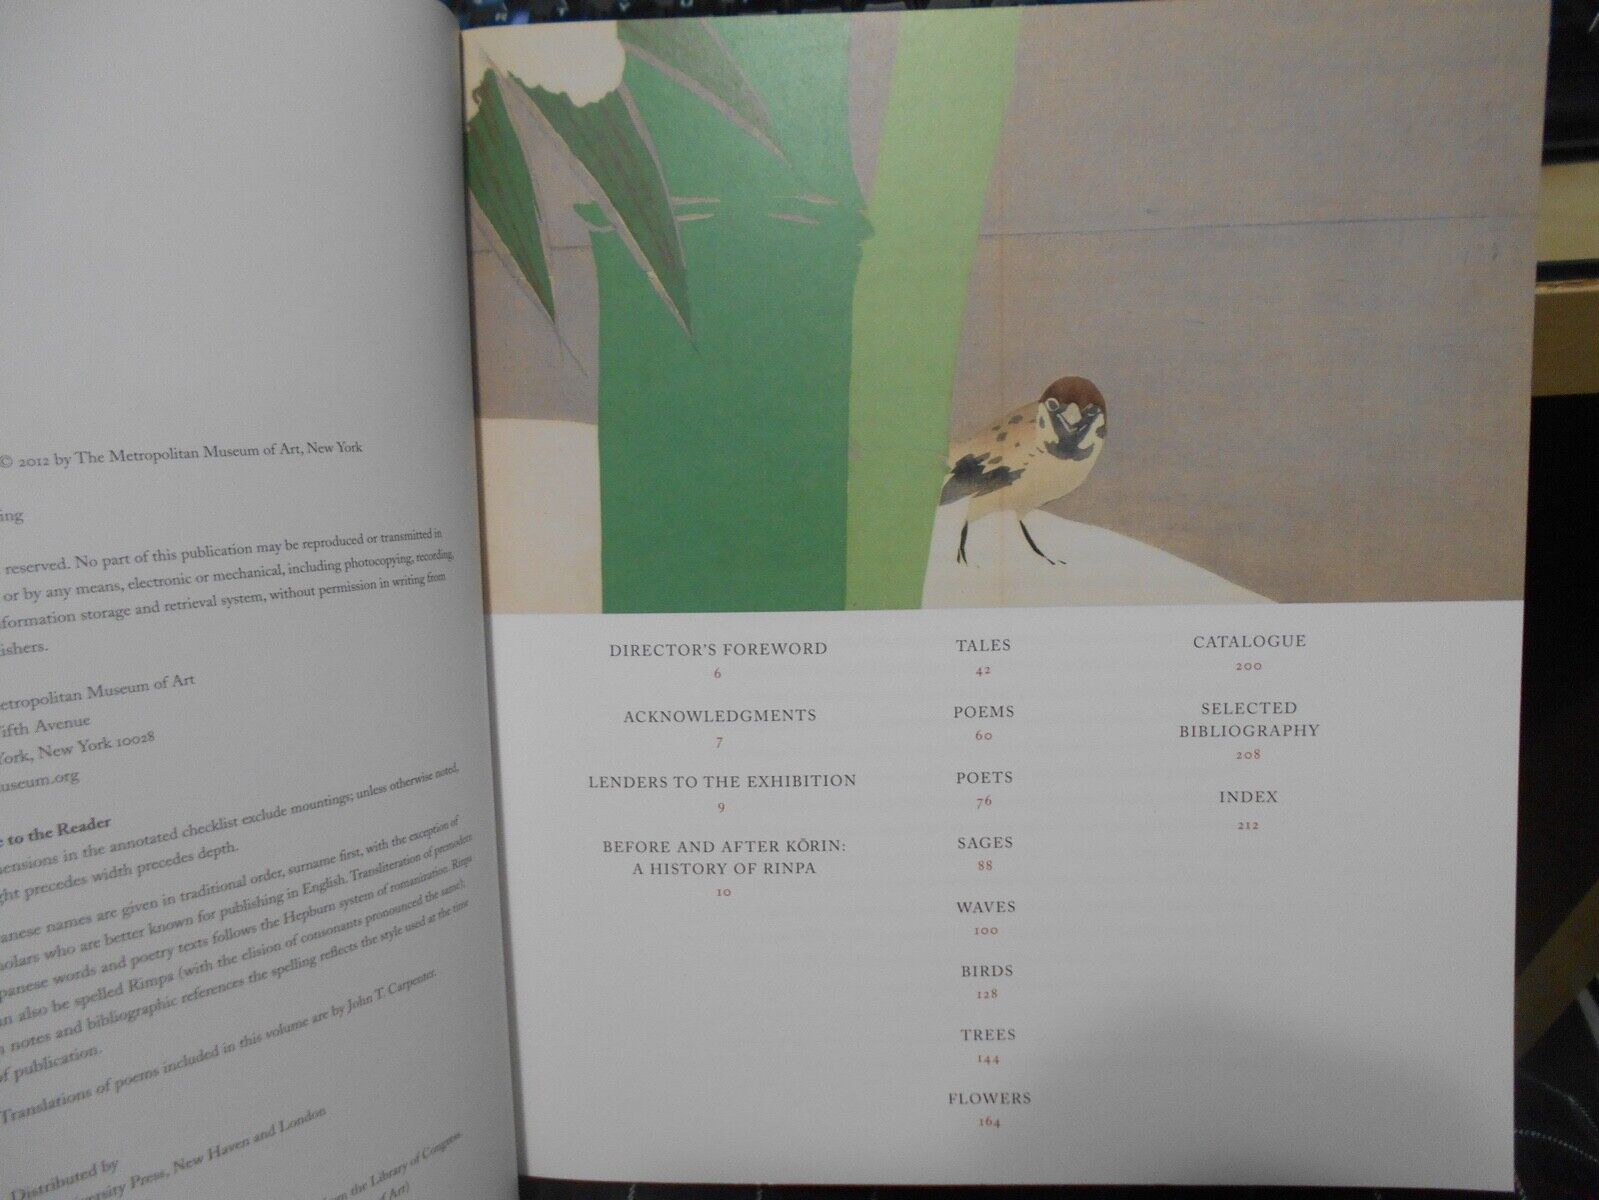 © 2012 by The Metropolitan Museum of Art, New York
reserved. No part of this publication may be reproduced or transmitted in
or by any means, electronic or mechanical, including photocopying, recording,
formation storage and retrieval system, without permission in writing from
ishers.
etropolitan Museum of Art
ifth Avenue
York, New York 10028
useum.org
e to the Reader
ensions in the annotated checklist exclude mountings; unless otherwise noted,
ght precedes width precedes depth.
anese names are given in traditional order, surname first, with the exception of
holars who are better known for publishing in English. Transliteration of premodern
panese words and poetry texts follows the Hepburn system of romanization. Rinpa
an also be spelled Rimpa (with the elision of consonants pronounced the same);
n notes and bibliographic references the spelling reflects the style used at the time
of publication.
Translations of poems included in this volume are by John T. Carpenter.
Distributed by
versity Press, New Haven and London
from the Library of Congress.
of Art)
DIRECTOR'S FOREWORD
6
ACKNOWLEDGMENTS
7
LENDERS TO THE EXHIBITION
9
BEFORE AND AFTER KŌRIN:
A HISTORY OF RINPA
10
TALES
42
POEMS
60
POETS
76
SAGES
88
WAVES
100
BIRDS
128
TREES
144
FLOWERS
164
CATALOGUE
200
SELECTED
BIBLIOGRAPHY
208
INDEX
212